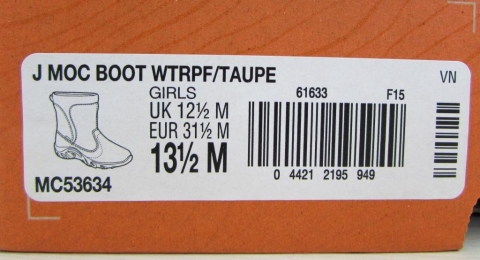 J MOC BOOT WTRPF/TAUPE
VN
GIRLS
61633
F15
UK 12½ M
EUR 31½ M
13½ M
0 4421 2195 949
MC53634